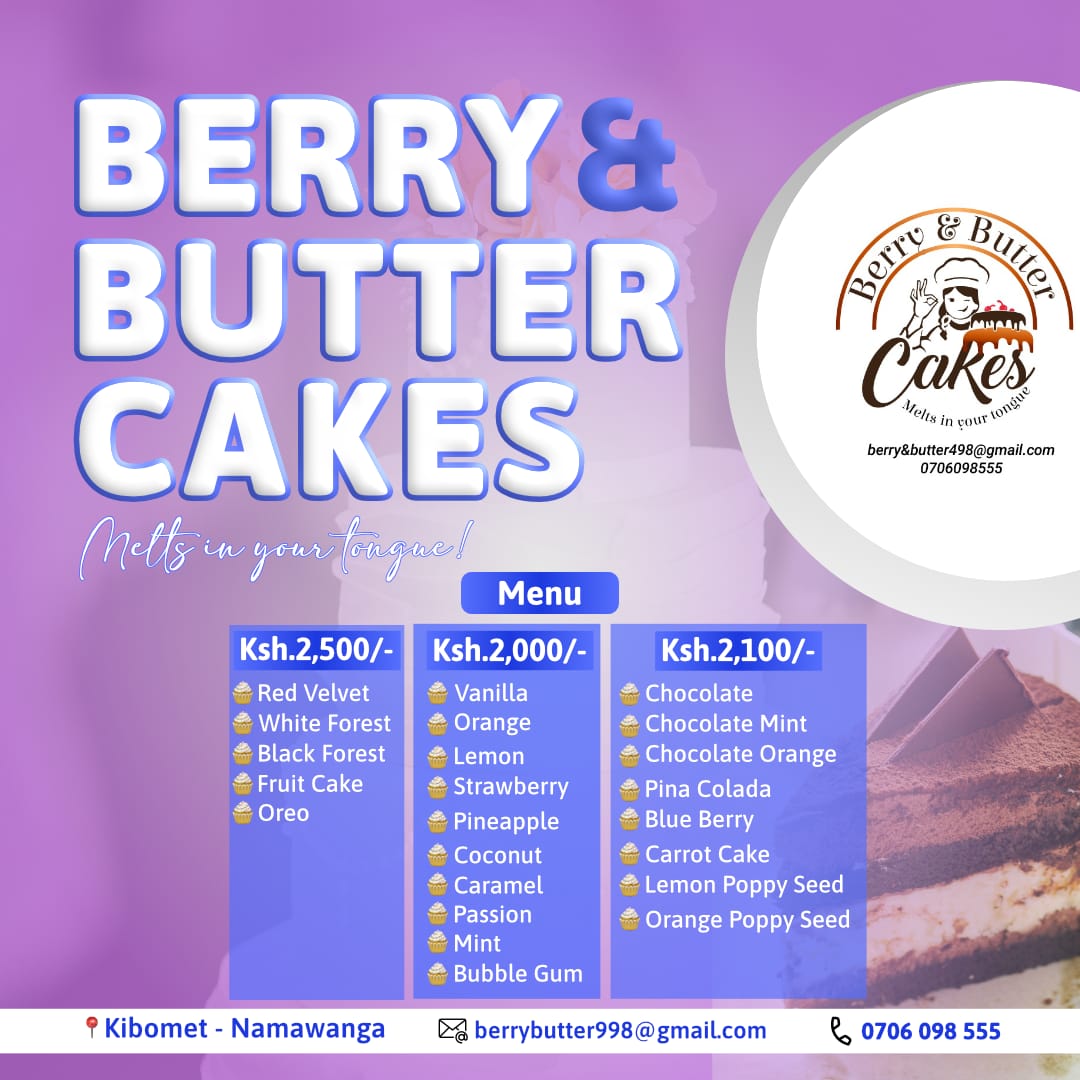 BERRY &
BUTTER
CAKES
Melts in your tongue!
Berry & Butter
Cakes
Melts in your tongue
berry&butter498@gmail.com
0706098555
Menu
Ksh.2,500/-
Red Velvet
White Forest
Black Forest
Fruit Cake
Oreo
Ksh.2,000/-
Vanilla
Orange
Lemon
Strawberry
Pineapple
Coconut
Caramel
Passion
Mint
Bubble Gum
Ksh.2,100/-
Chocolate
Chocolate Mint
Chocolate Orange
Pina Colada
Blue Berry
Carrot Cake
Lemon Poppy Seed
Orange Poppy Seed
Kibomet - Namawanga
berrybutter998@gmail.com
0706 098 555